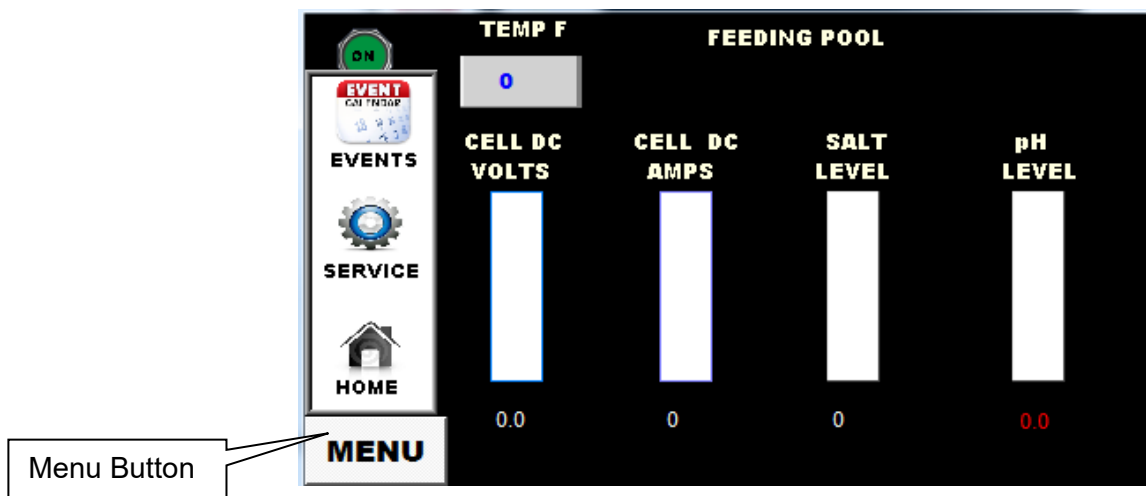 ON
TEMP F
FEEDING POOL
0
EVENT
CALENDAR
EVENTS
CELL DC
VOLTS
CELL DC
AMPS
SALT
LEVEL
pH
LEVEL
SERVICE
HOME
0.0
0
0
0.0
MENU
Menu Button